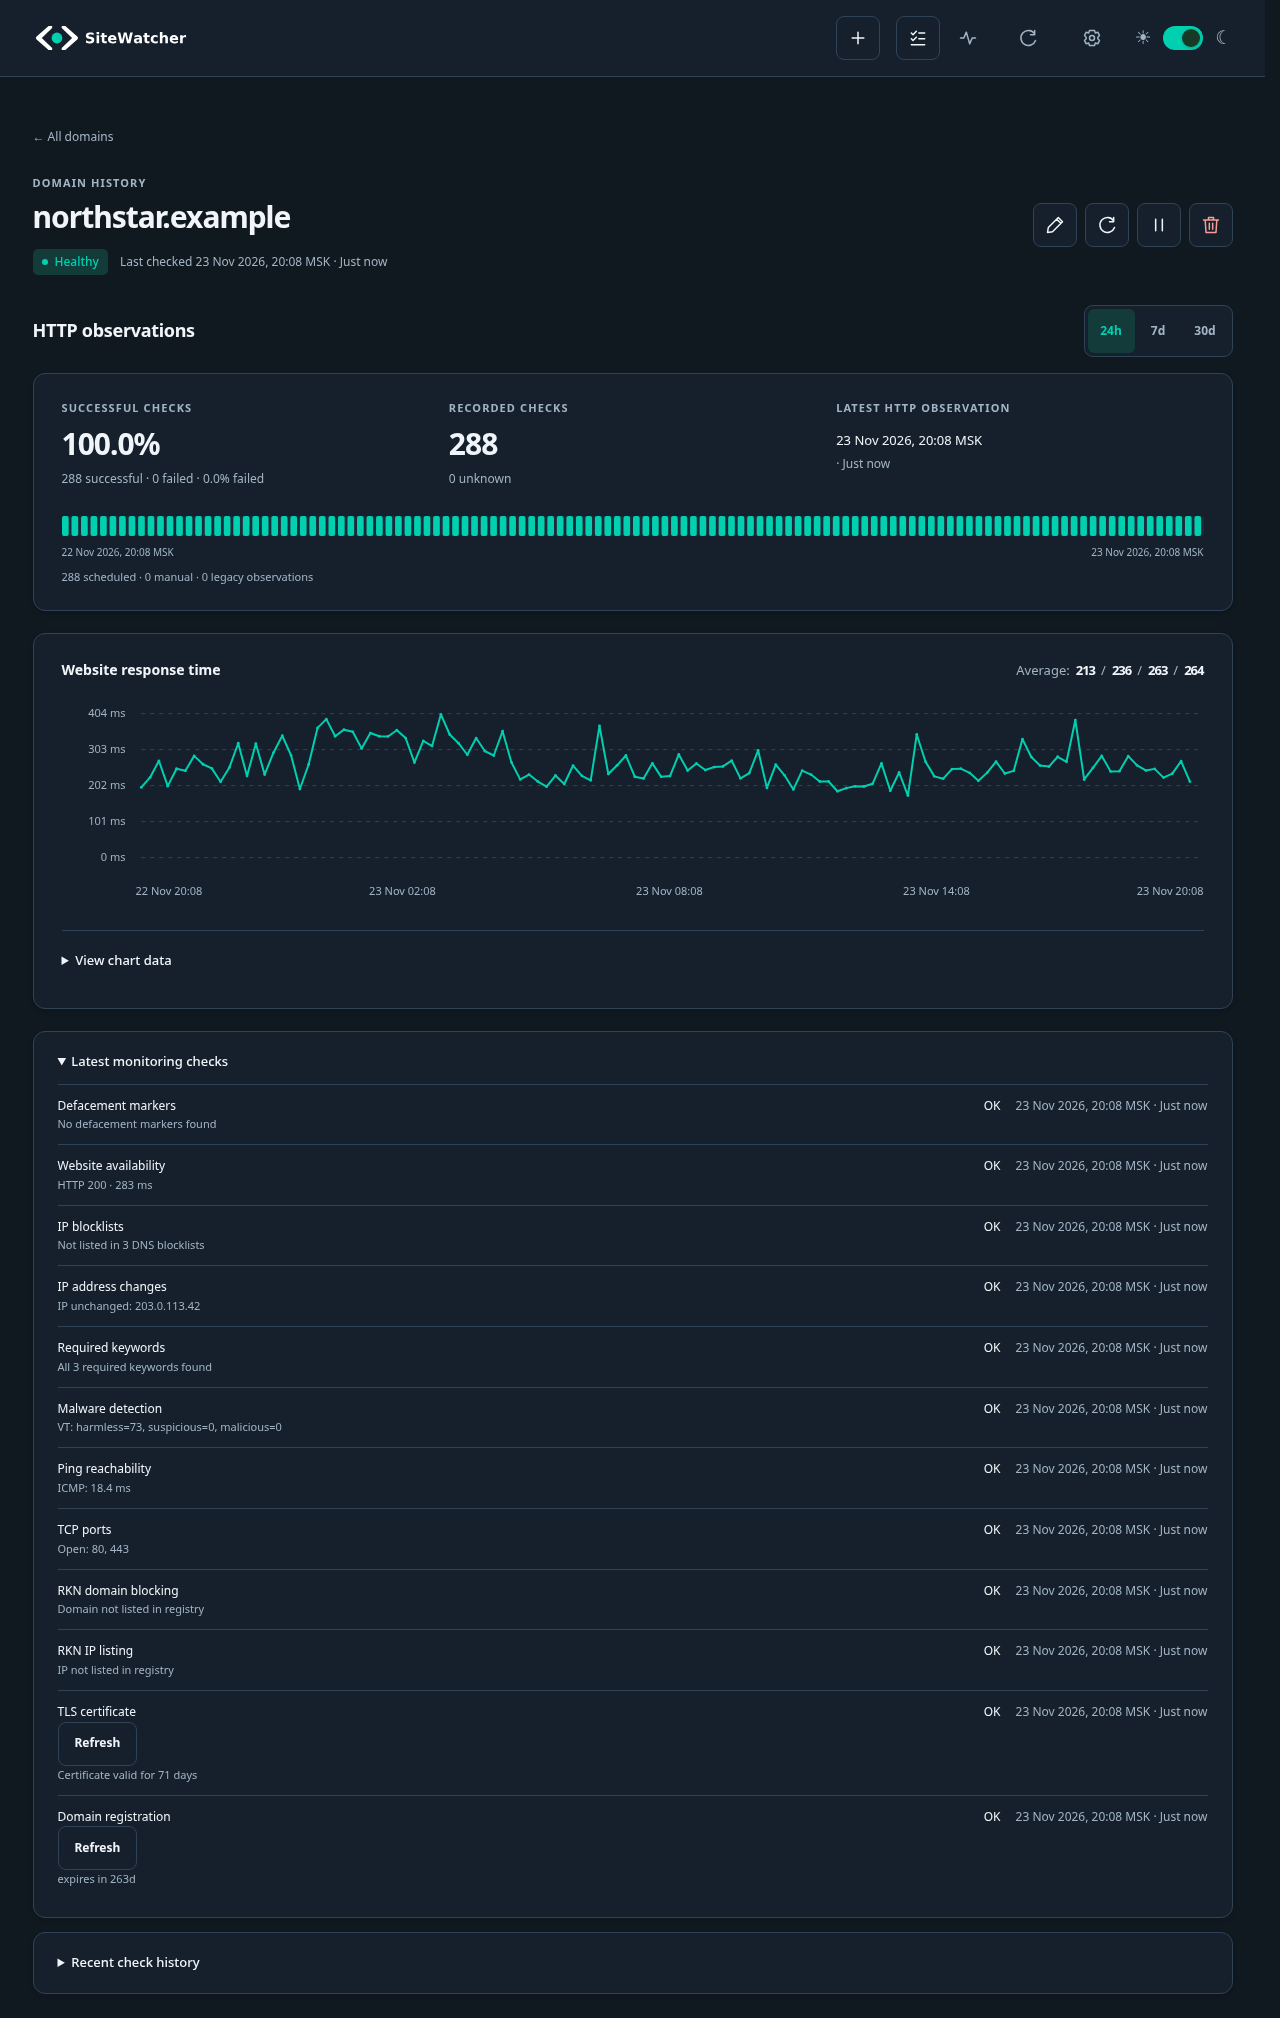 SiteWatcher
← All domains
DOMAIN HISTORY
northstar.example
Healthy Last checked 23 Nov 2026, 20:08 MSK · Just now
HTTP observations
24h 7d 30d
SUCCESSFUL CHECKS
100.0%
288 successful · 0 failed · 0.0% failed
RECORDED CHECKS
288
0 unknown
LATEST HTTP OBSERVATION
23 Nov 2026, 20:08 MSK
· Just now
22 Nov 2026, 20:08 MSK 23 Nov 2026, 20:08 MSK
288 scheduled · 0 manual · 0 legacy observations
Website response time
Average: 213 / 236 / 263 / 264
404 ms
303 ms
202 ms
101 ms
0 ms
22 Nov 20:08 23 Nov 02:08 23 Nov 08:08 23 Nov 14:08 23 Nov 20:08
▶ View chart data
▼ Latest monitoring checks
Defacement markers OK 23 Nov 2026, 20:08 MSK · Just now
No defacement markers found
Website availability OK 23 Nov 2026, 20:08 MSK · Just now
HTTP 200 · 283 ms
IP blocklists OK 23 Nov 2026, 20:08 MSK · Just now
Not listed in 3 DNS blocklists
IP address changes OK 23 Nov 2026, 20:08 MSK · Just now
IP unchanged: 203.0.113.42
Required keywords OK 23 Nov 2026, 20:08 MSK · Just now
All 3 required keywords found
Malware detection OK 23 Nov 2026, 20:08 MSK · Just now
VT: harmless=73, suspicious=0, malicious=0
Ping reachability OK 23 Nov 2026, 20:08 MSK · Just now
ICMP: 18.4 ms
TCP ports OK 23 Nov 2026, 20:08 MSK · Just now
Open: 80, 443
RKN domain blocking OK 23 Nov 2026, 20:08 MSK · Just now
Domain not listed in registry
RKN IP listing OK 23 Nov 2026, 20:08 MSK · Just now
IP not listed in registry
TLS certificate OK 23 Nov 2026, 20:08 MSK · Just now
Refresh
Certificate valid for 71 days
Domain registration OK 23 Nov 2026, 20:08 MSK · Just now
Refresh
expires in 263d
▶ Recent check history